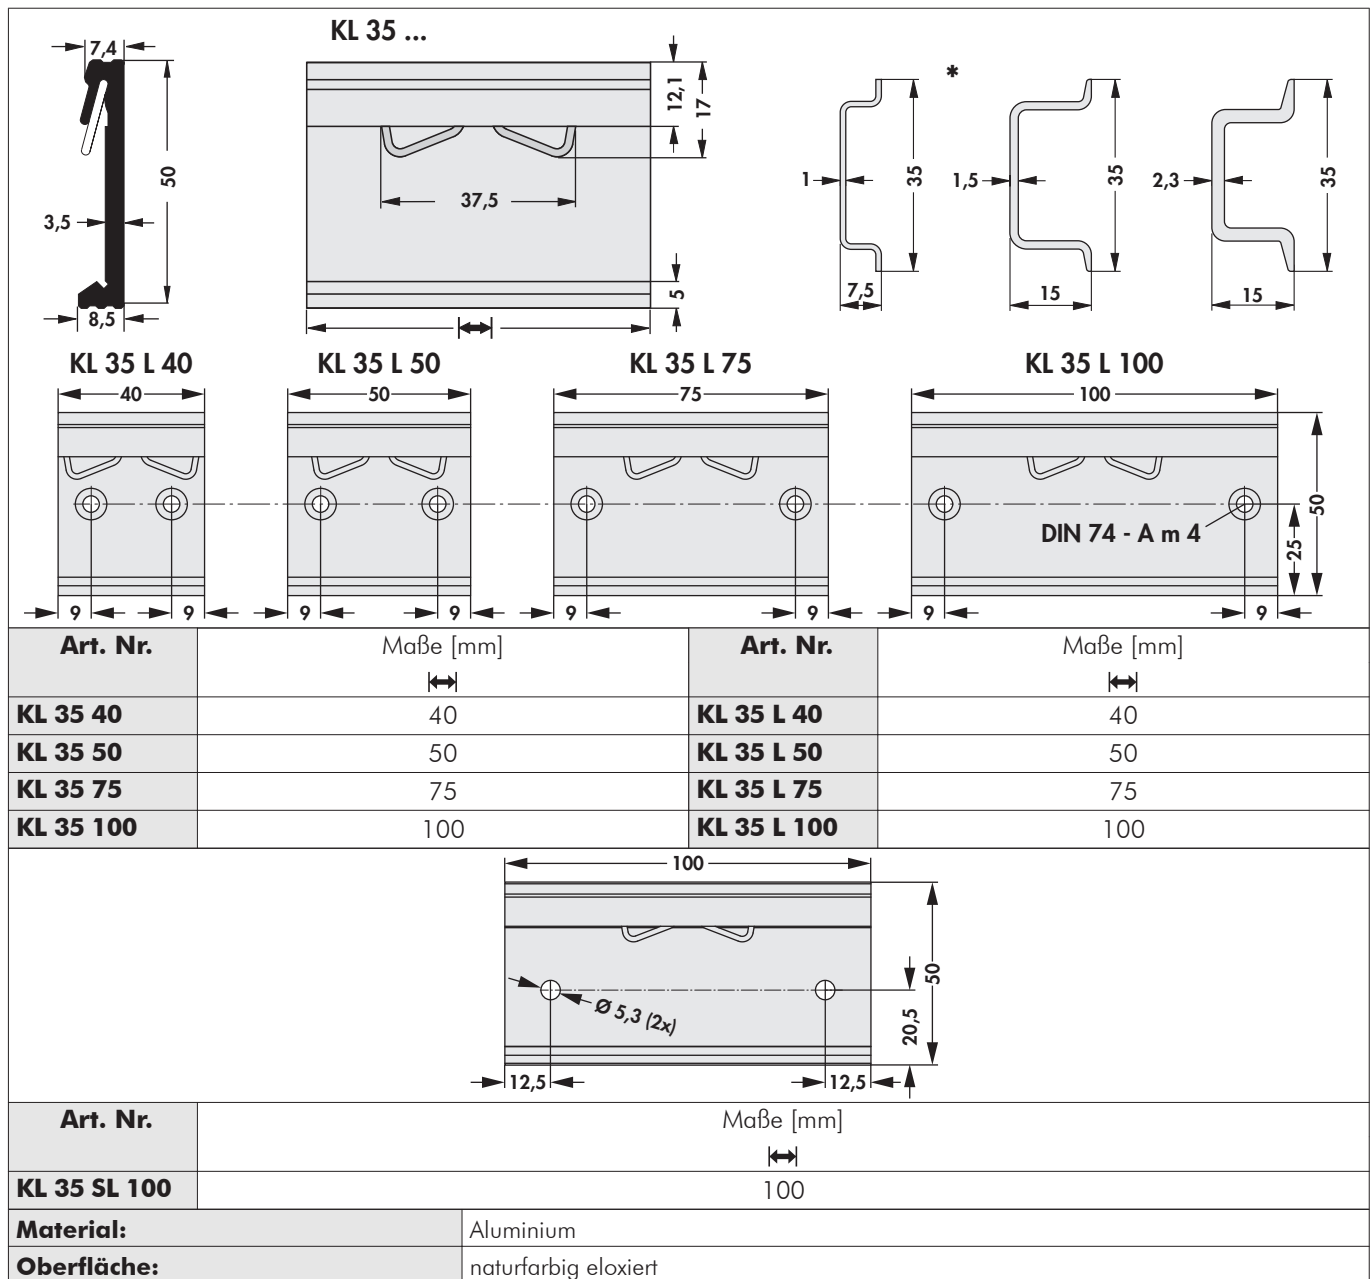 KL 35 ...
7,4
50
3,5
8,5
12,1
17
37,5
5
*
1
35
7,5
1,5
35
15
2,3
35
15
KL 35 L 40 KL 35 L 50 KL 35 L 75 KL 35 L 100
40 50 75 100
DIN 74 - A m 4
50
25
9 9 9 9 9 9 9 9
Art. Nr. Maße [mm] Art. Nr. Maße [mm]
KL 35 40 40 KL 35 L 40 40
KL 35 50 50 KL 35 L 50 50
KL 35 75 75 KL 35 L 75 75
KL 35 100 100 KL 35 L 100 100
100
50
Ø 5,3 (2x)
20,5
12,5 12,5
Art. Nr. Maße [mm]
KL 35 SL 100 100
Material: Aluminium
Oberfläche: naturfarbig eloxiert